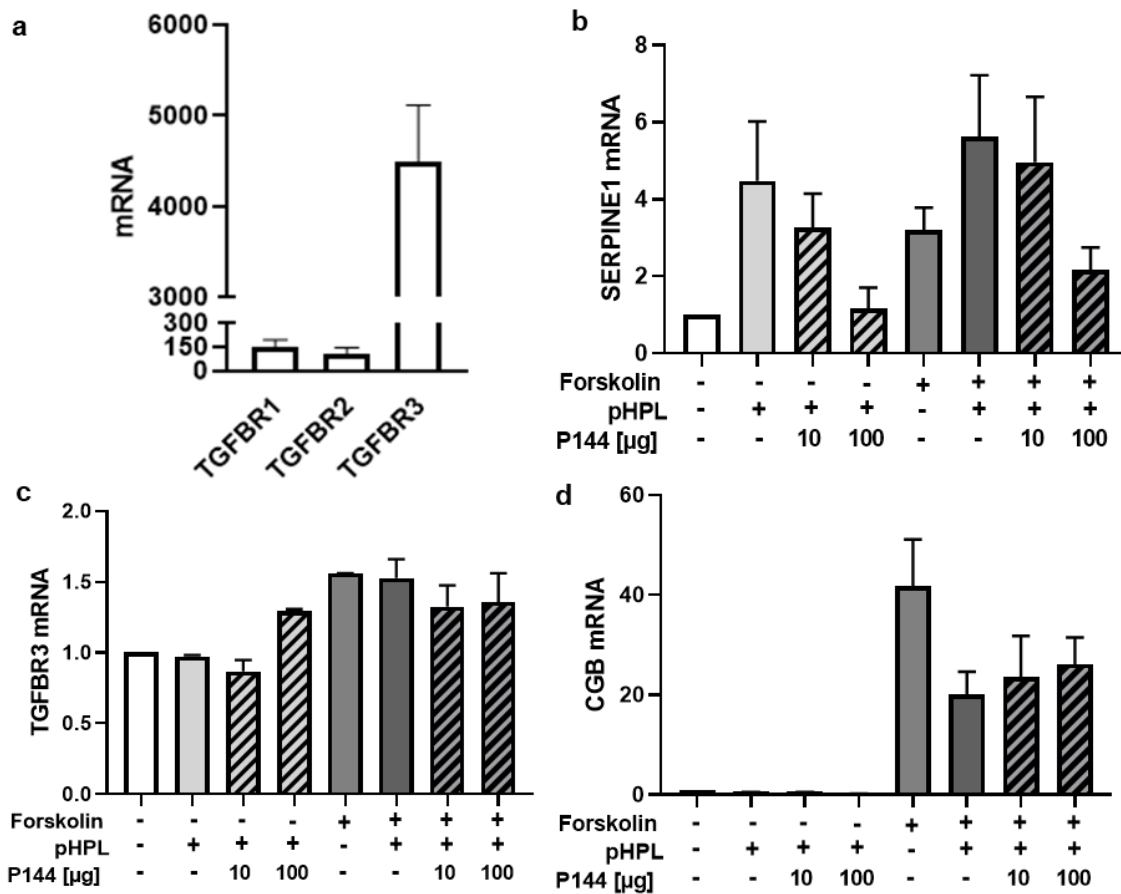 a
6000
5000
4000
3000
300
150
0
mRNA
TGFBR1
TGFBR2
TGFBR3
b
8
6
4
2
0
SERPINE1 mRNA
Forskolin - - - - + + + +
pHPL - + + + - + + +
P144 [µg] - - 10 100 - - 10 100
c
2.0
1.5
1.0
0.5
0.0
TGFBR3 mRNA
Forskolin - - - - + + + +
pHPL - + + + - + + +
P144 [µg] - - 10 100 - - 10 100
d
60
40
20
0
CGB mRNA
Forskolin - - - - + + + +
pHPL - + + + - + + +
P144 [µg] - - 10 100 - - 10 100